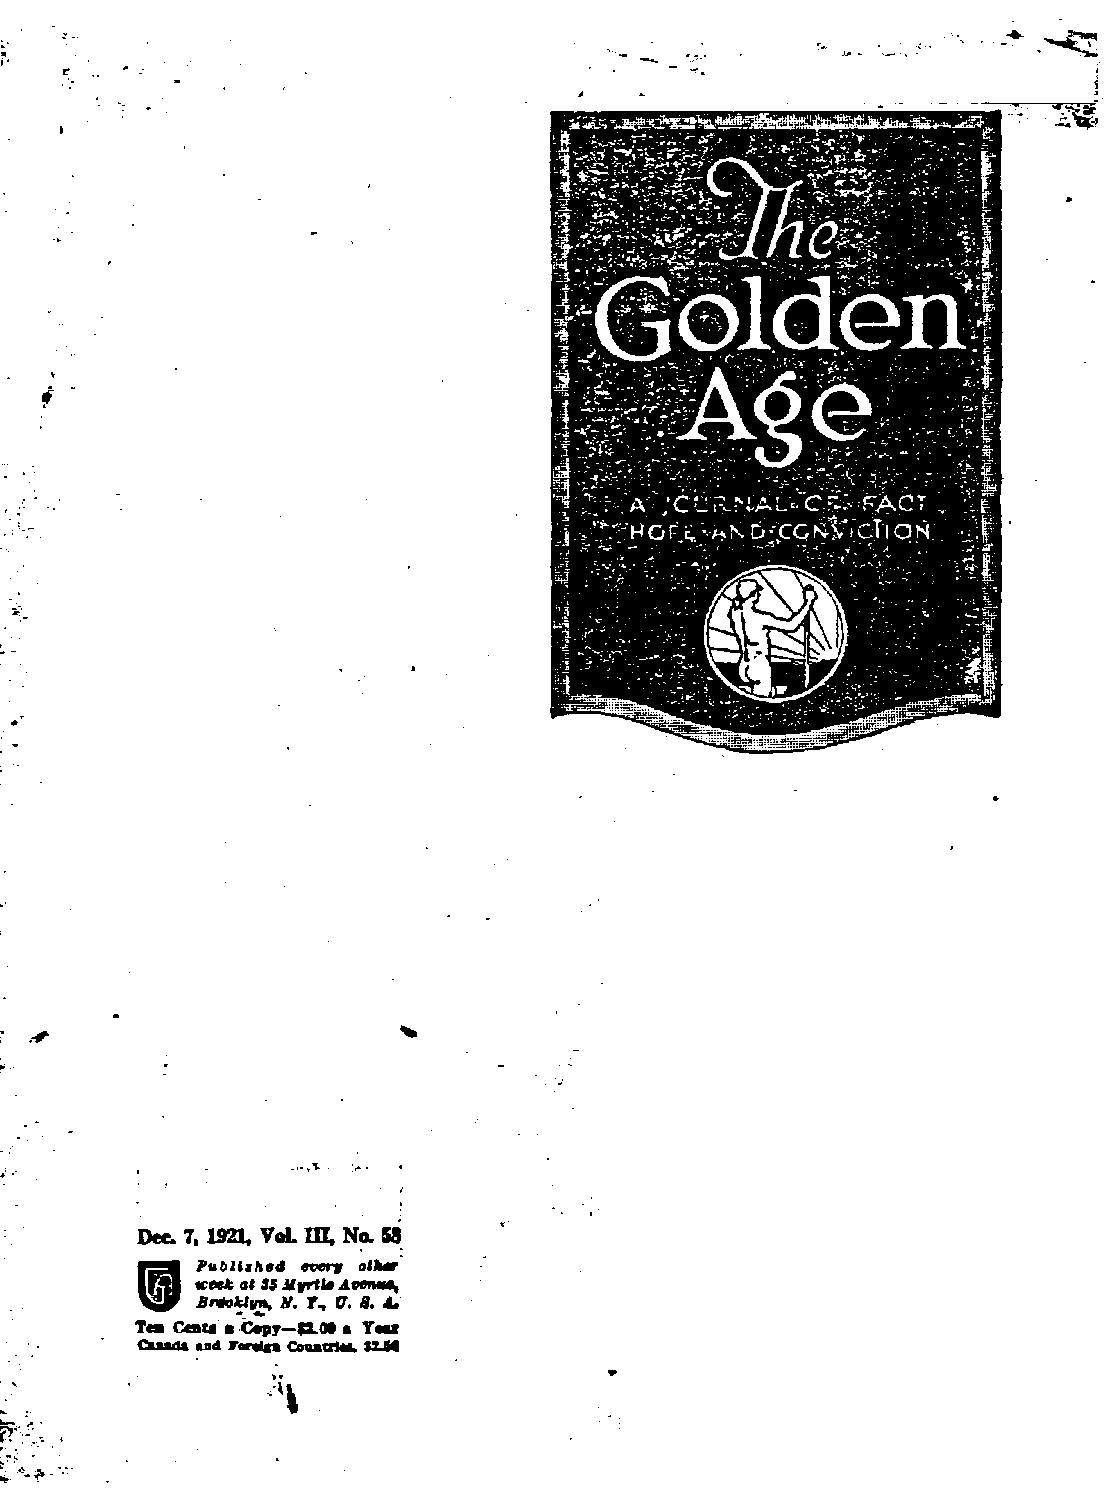 The
Golden
Age
A JOURNAL OF FACT
HOPE AND CONVICTION
Dec. 7, 1921, Vol. III, No. 58
Published every other
week at 35 Myrtle Avenue,
Brooklyn, N. Y., U. S. A.
Ten Cents a Copy—$2.00 a Year
Canada and Foreign Countries, $2.50